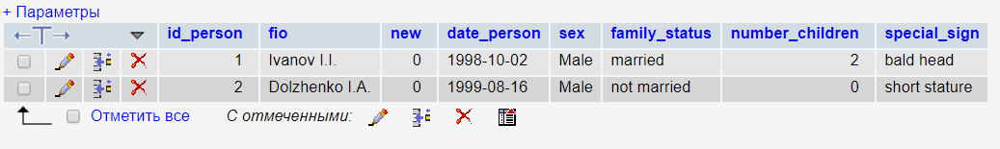 + Параметры
id_person fio new date_person sex family_status number_children special_sign
1 Ivanov I.I. 0 1998-10-02 Male married 2 bald head
2 Dolzhenko I.A. 0 1999-08-16 Male not married 0 short stature
Отметить все С отмеченными: